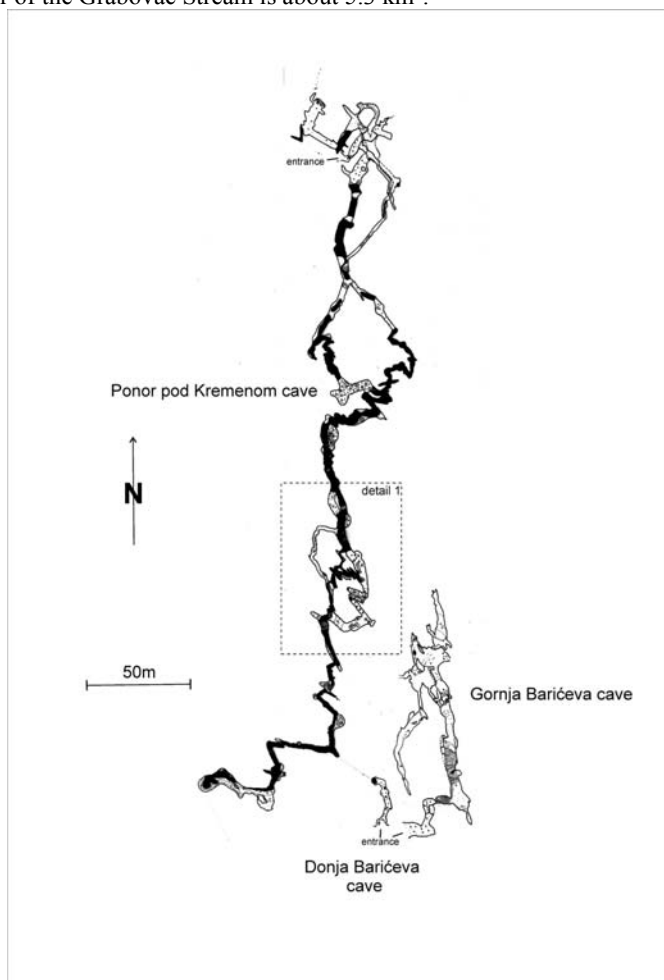 of the Grabovac Stream is about 5.5 km².
entrance
Ponor pod Kremenom cave
N
detail 1
50m
Gornja Barićeva cave
entrance
Donja Barićeva
cave